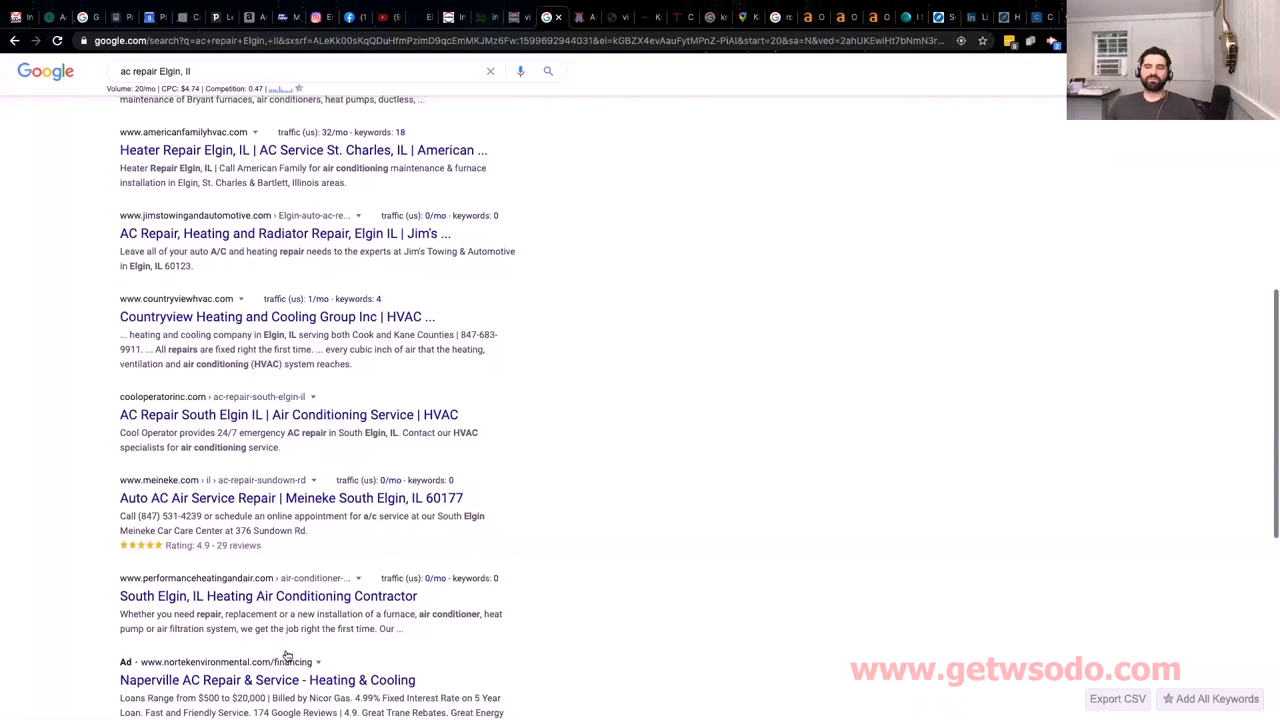 google.com/search?q=ac+repair+Elgin,+Il&sxsrf=ALeKk00sKqQDuHfmPzimD9qcEmKKJMz6Fw:1599692944031&ei=kGBZX4evAauFytMPnZ-PiAI&start=20&sa=N&ved=2ahUKEwiHt7bNmN3r...
Google
ac repair Elgin, Il
Volume: 20/mo | CPC: $4.74 | Competition: 0.47 |
maintenance of Bryant furnaces, air conditioners, heat pumps, ductless, ...
www.americanfamilyhvac.com traffic (us): 32/mo · keywords: 18
Heater Repair Elgin, IL | AC Service St. Charles, IL | American ...
Heater Repair Elgin, IL | Call American Family for air conditioning maintenance & furnace
installation in Elgin, St. Charles & Bartlett, Illinois areas.
www.jimstowingandautomotive.com › Elgin-auto-ac-re... traffic (us): 0/mo · keywords: 0
AC Repair, Heating and Radiator Repair, Elgin IL | Jim's ...
Leave all of your auto A/C and heating repair needs to the experts at Jim's Towing & Automotive
in Elgin, IL 60123.
www.countryviewhvac.com traffic (us): 1/mo · keywords: 4
Countryview Heating and Cooling Group Inc | HVAC ...
... heating and cooling company in Elgin, IL serving both Cook and Kane Counties | 847-683-
9911. ... All repairs are fixed right the first time. ... every cubic inch of air that the heating,
ventilation and air conditioning (HVAC) system reaches.
cooloperatorinc.com › ac-repair-south-elgin-il
AC Repair South Elgin IL | Air Conditioning Service | HVAC
Cool Operator provides 24/7 emergency AC repair in South Elgin, IL. Contact our HVAC
specialists for air conditioning service.
www.meineke.com › il › ac-repair-sundown-rd traffic (us): 0/mo · keywords: 0
Auto AC Air Service Repair | Meineke South Elgin, IL 60177
Call (847) 531-4239 or schedule an online appointment for a/c service at our South Elgin
Meineke Car Care Center at 376 Sundown Rd.
Rating: 4.9 - 29 reviews
www.performanceheatingandair.com › air-conditioner-... traffic (us): 0/mo · keywords: 0
South Elgin, IL Heating Air Conditioning Contractor
Whether you need repair, replacement or a new installation of a furnace, air conditioner, heat
pump or air filtration system, we get the job right the first time. Our ...
Ad · www.nortekenvironmental.com/financing
Naperville AC Repair & Service - Heating & Cooling
Loans Range from $500 to $20,000 | Billed by Nicor Gas. 4.99% Fixed Interest Rate on 5 Year
Loan. Fast and Friendly Service. 174 Google Reviews | 4.9. Great Trane Rebates. Great Energy
www.getwsodo.com
Export CSV
Add All Keywords